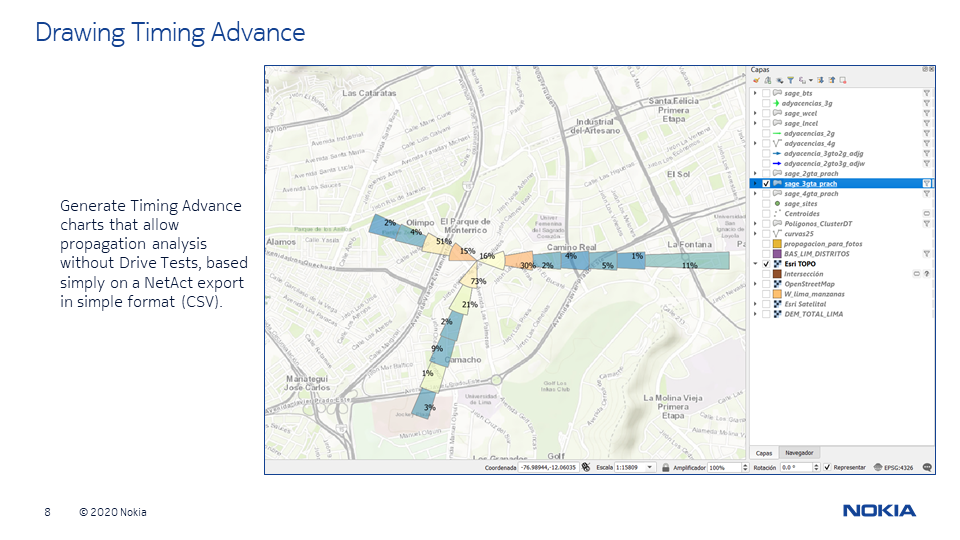 Drawing Timing Advance
Generate Timing Advance
charts that allow
propagation analysis
without Drive Tests, based
simply on a NetAct export
in simple format (CSV).
Las Cataratas
Santa Felicia
Primera
Etapa
Industrial
del Artesano
El Sol
Olimpo
El Parque de
Monterrico
Alamos
Camino Real
La Fontana
2%
4%
51%
15%
16%
30%
2%
4%
5%
1%
11%
73%
21%
2%
9%
1%
3%
Camacho
Mariategui
Jose Carlos
Universidad
de Lima
Golf Los
Incas Club
La Molina Vieja
Primera
Etapa
Golf
Capas
sage_bts
adyacencias_3g
sage_wcel
sage_lncel
adyacencias_2g
adyacencias_4g
adyacencia_3gto2g_adjg
adyacencia_2gto3g_adjw
sage_2gta_prach
sage_3gta_prach
sage_4gta_prach
sage_sites
Centroides
Poligonos_ClusterDT
curvas25
propagacion_para_fotos
BAS_LIM_DISTRITOS
Esri TOPO
Intersección
OpenStreetMap
W_lima_manzanas
Esri Satelital
DEM_TOTAL_LIMA
Capas Navegador
Coordenada -76.98944,-12.06035 Escala 1:15809 Amplificador 100% Rotación 0.0 ° Representar EPSG:4326
8 © 2020 Nokia
NOKIA